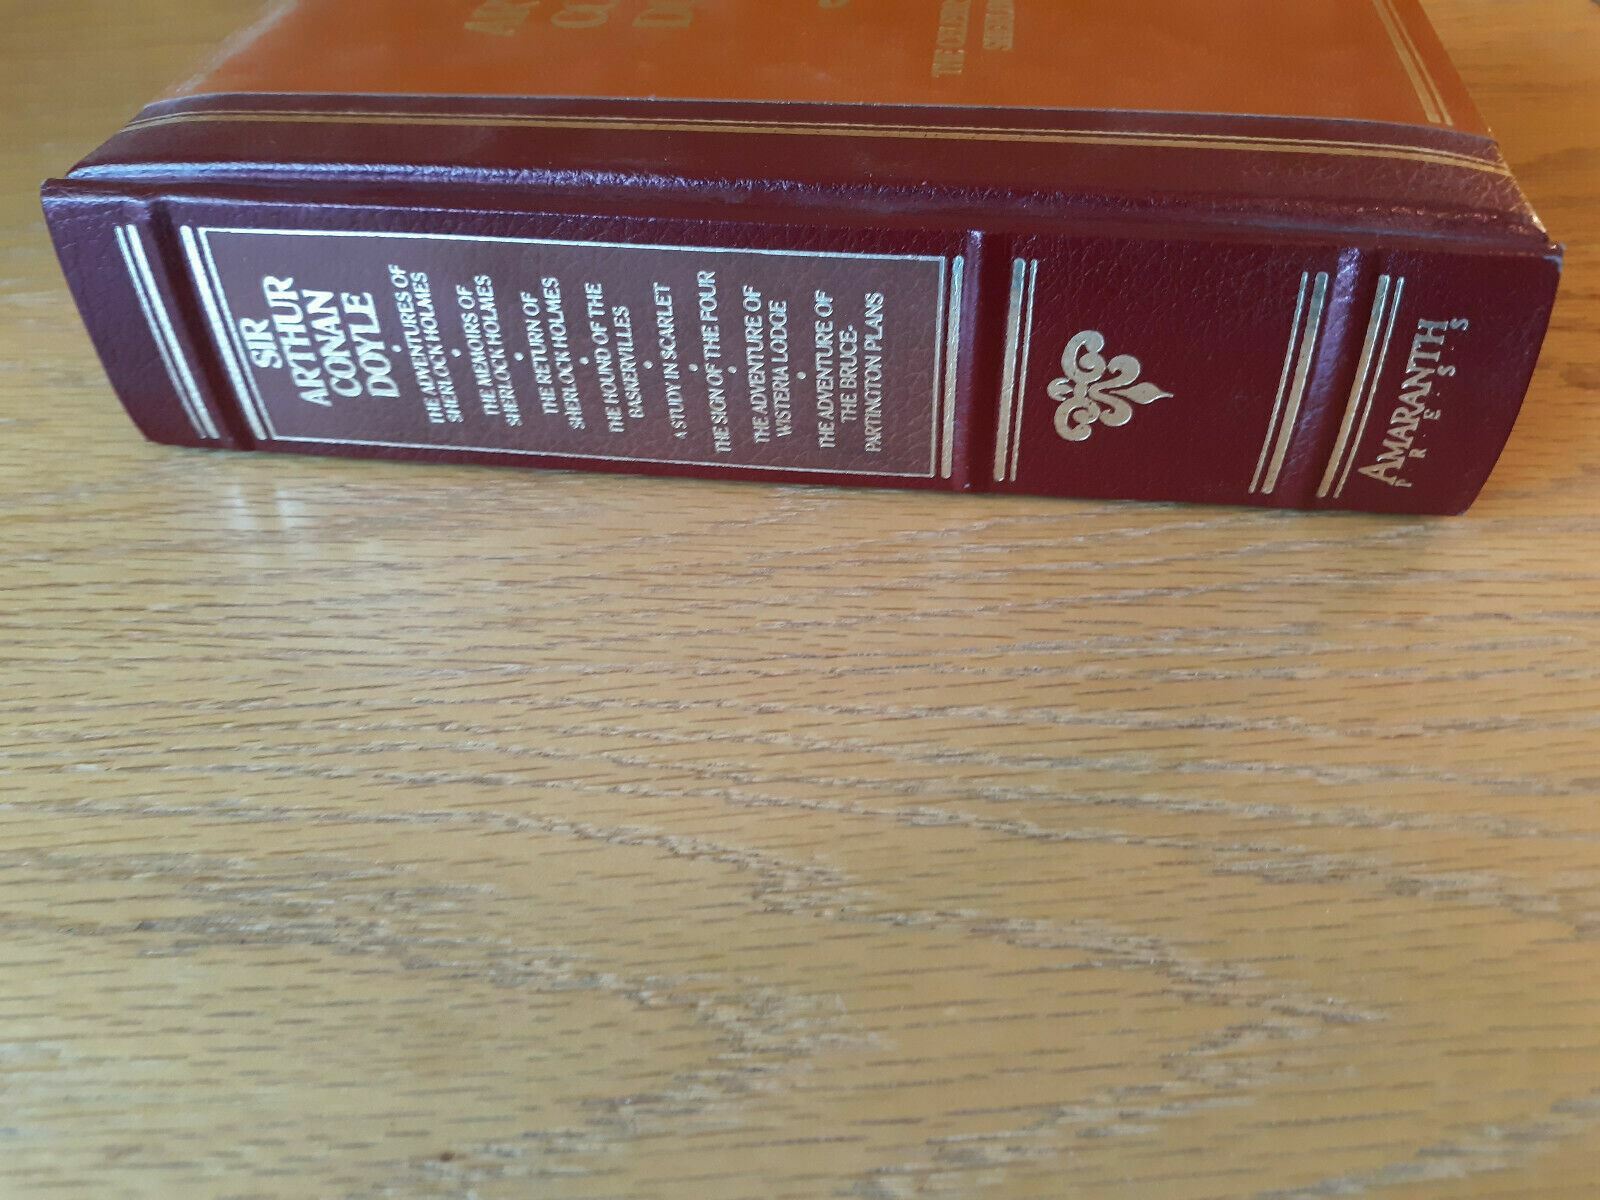 SIR
ARTHUR
CONAN
DOYLE
•
THE ADVENTURES OF
SHERLOCK HOLMES
•
THE MEMOIRS OF
SHERLOCK HOLMES
•
THE RETURN OF
SHERLOCK HOLMES
•
THE HOUND OF THE
BASKERVILLES
•
A STUDY IN SCARLET
•
THE SIGN OF THE FOUR
•
THE ADVENTURE OF
WISTERIA LODGE
•
THE ADVENTURE OF
THE BRUCE-
PARTINGTON PLANS
AMARANTH
P · R · E · S · S
THE